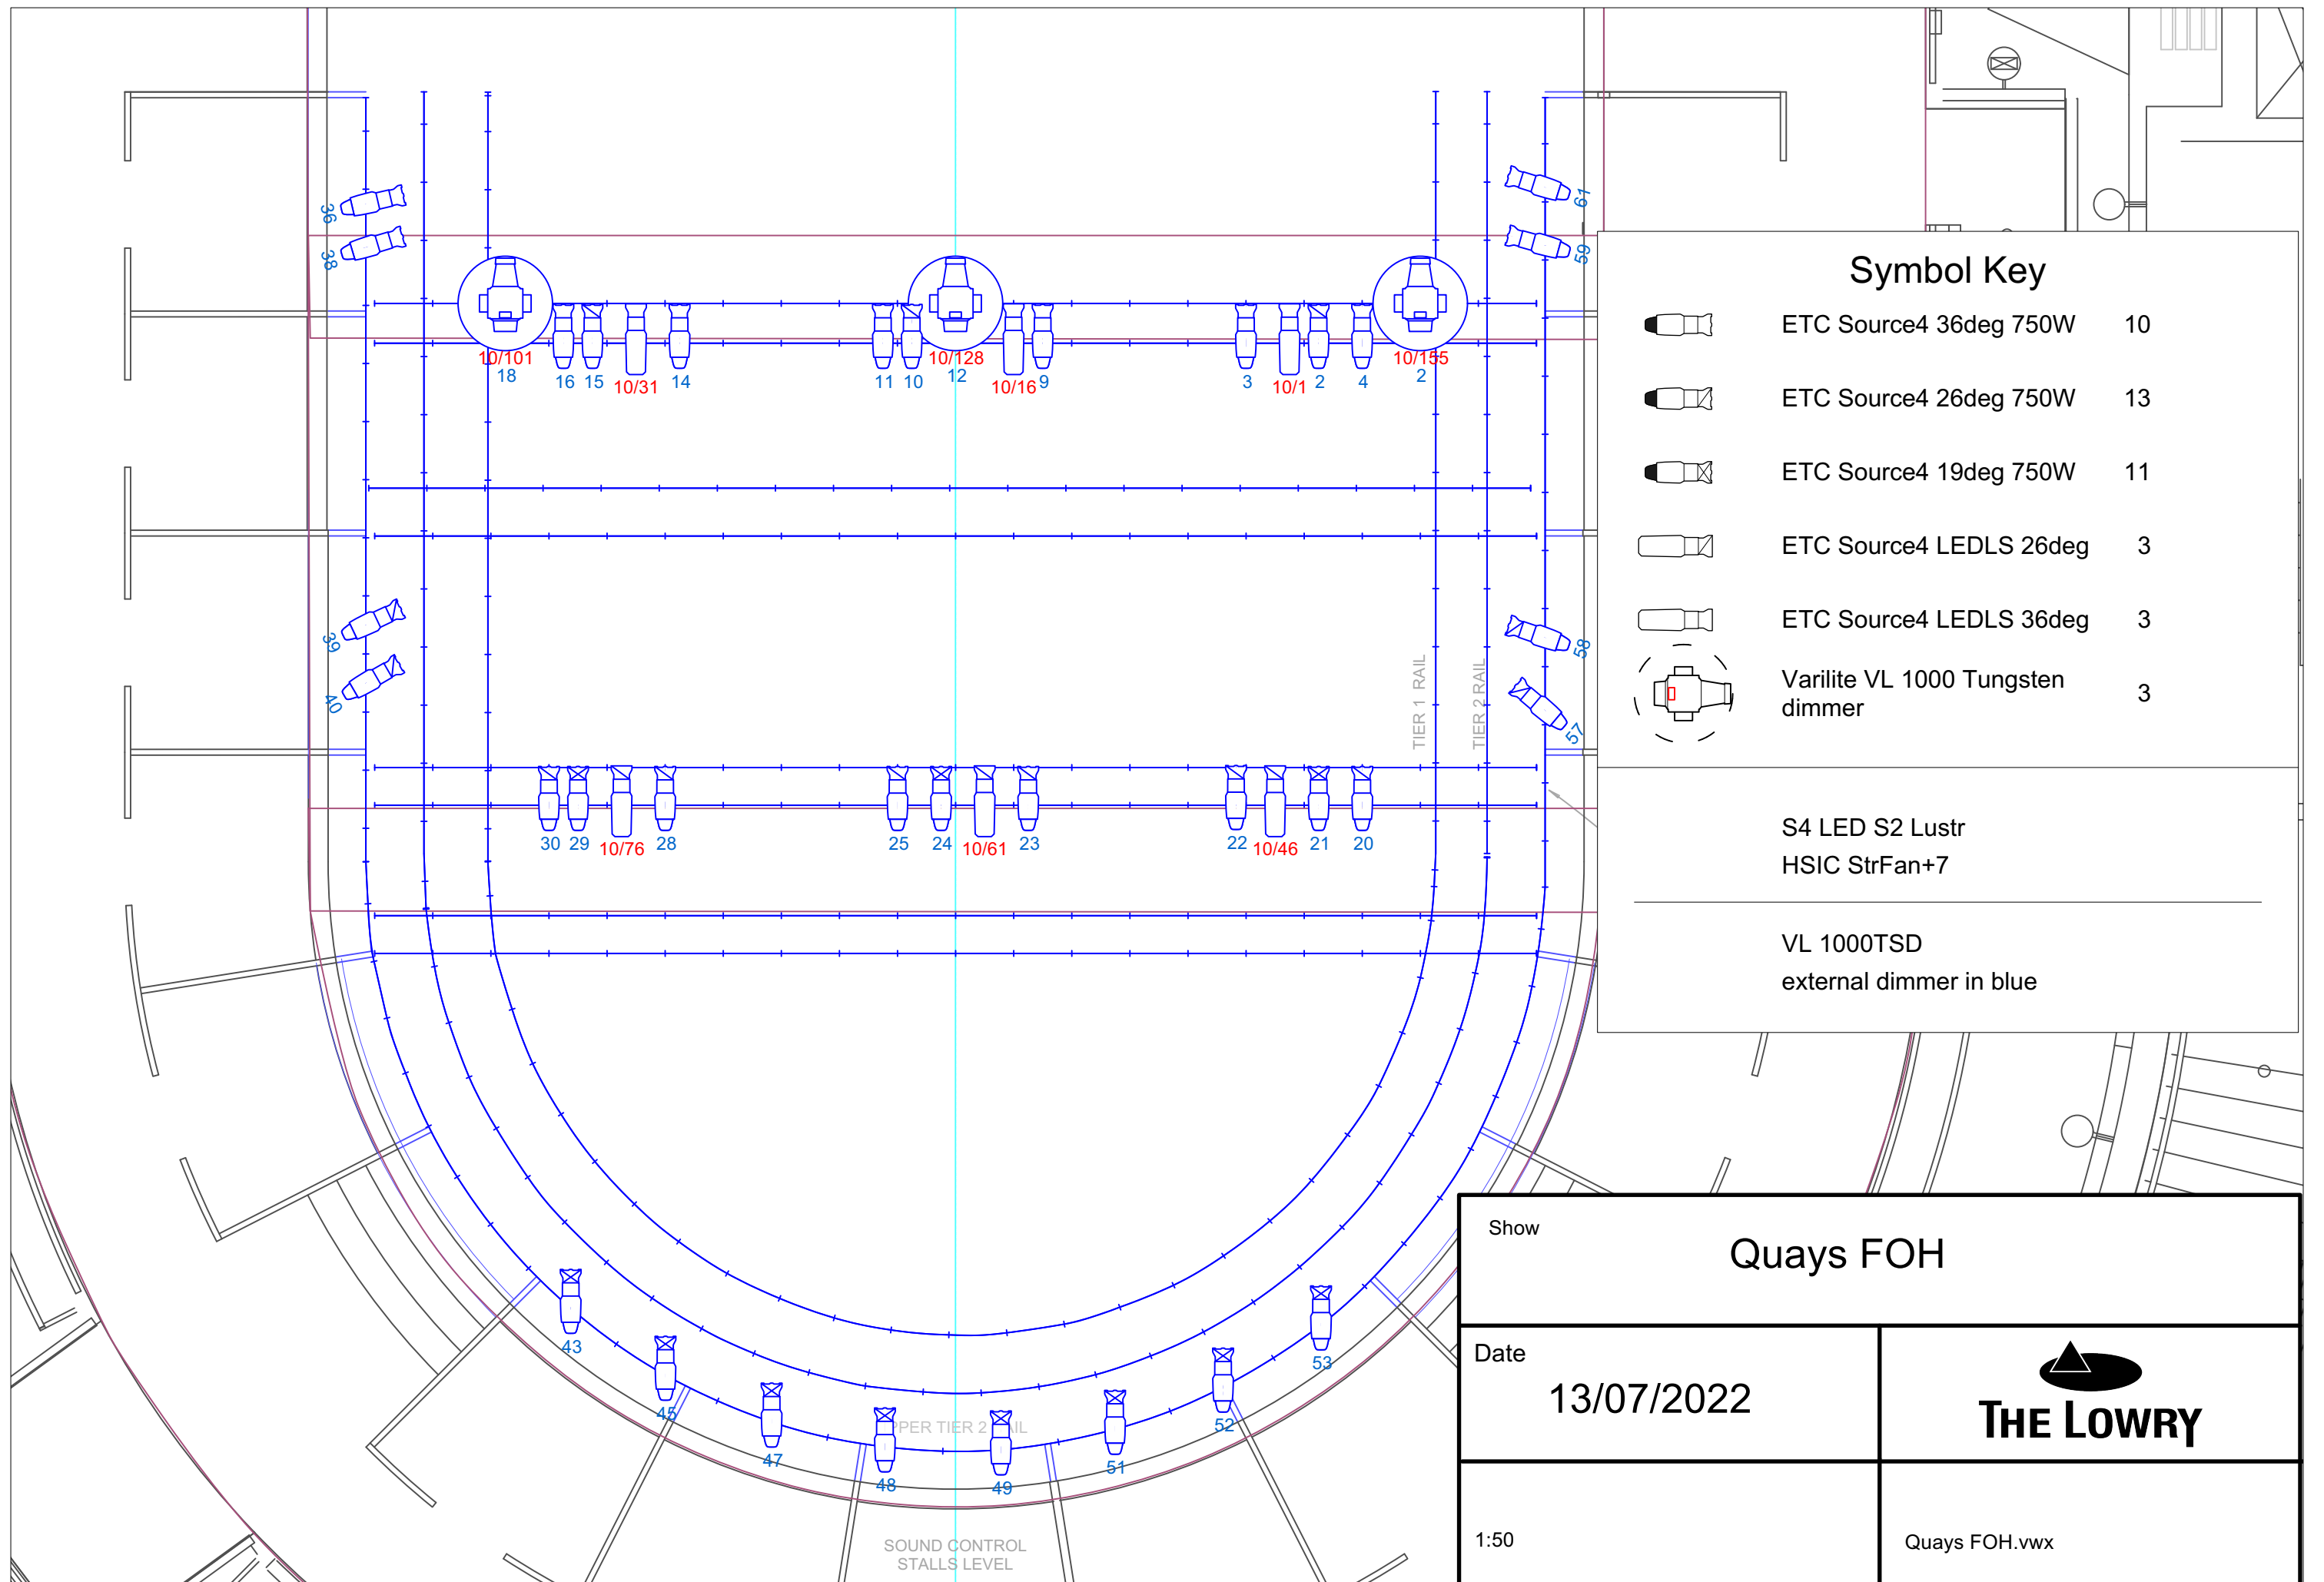 36
38
61
59
10/101
18
16
15
10/31
14
11
10
10/128
12
10/16
9
3
10/1
2
4
10/155
2
39
40
58
57
TIER 1 RAIL
TIER 2 RAIL
30
29
10/76
28
25
24
10/61
23
22
10/46
21
20
43
45
47
48
49
51
52
53
PPER TIER 2 AIL
SOUND CONTROL
STALLS LEVEL
Symbol Key
ETC Source4 36deg 750W 10
ETC Source4 26deg 750W 13
ETC Source4 19deg 750W 11
ETC Source4 LEDLS 26deg 3
ETC Source4 LEDLS 36deg 3
Varilite VL 1000 Tungsten
dimmer 3
S4 LED S2 Lustr
HSIC StrFan+7
VL 1000TSD
external dimmer in blue
Show
Quays FOH
Date
13/07/2022
THE LOWRY
1:50
Quays FOH.vwx